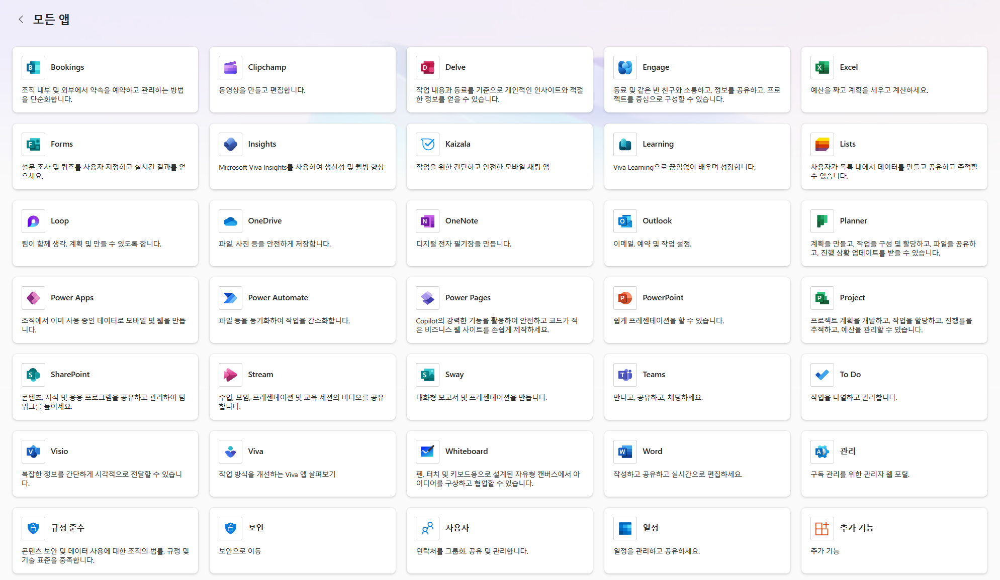 모든 앱
Bookings
조직 내부 및 외부에서 약속을 예약하고 관리하는 방법
을 단순화합니다.
Clipchamp
동영상을 만들고 편집합니다.
Delve
작업 내용과 동료를 기준으로 개인적인 인사이트와 적절
한 정보를 얻을 수 있습니다.
Engage
동료 및 같은 반 친구와 소통하고, 정보를 공유하고, 프로
젝트를 중심으로 구성할 수 있습니다.
Excel
예산을 짜고 계획을 세우고 계산하세요.
Forms
설문 조사 및 퀴즈를 사용자 지정하고 실시간 결과를 얻
으세요.
Insights
Microsoft Viva Insights를 사용하여 생산성 및 웰빙 향상
Kaizala
작업을 위한 간단하고 안전한 모바일 채팅 앱
Learning
Viva Learning으로 끊임없이 배우며 성장합니다.
Lists
사용자가 목록 내에서 데이터를 만들고 공유하고 추적할
수 있습니다.
Loop
팀이 함께 생각, 계획 및 만들 수 있도록 합니다.
OneDrive
파일, 사진 등을 안전하게 저장합니다.
OneNote
디지털 전자 필기장을 만듭니다.
Outlook
이메일, 예약 및 작업 설정.
Planner
계획을 만들고, 작업을 구성 및 할당하고, 파일을 공유하
고, 진행 상황 업데이트를 받을 수 있습니다.
Power Apps
조직에서 이미 사용 중인 데이터로 모바일 및 웹을 만듭
니다.
Power Automate
파일 등을 동기화하여 작업을 간소화합니다.
Power Pages
Copilot의 강력한 기능을 활용하여 안전하고 코드가 적
은 비즈니스 웹 사이트를 손쉽게 제작하세요.
PowerPoint
쉽게 프레젠테이션을 할 수 있습니다.
Project
프로젝트 계획을 개발하고, 작업을 할당하고, 진행률을
추적하고, 예산을 관리할 수 있습니다.
SharePoint
콘텐츠, 지식 및 응용 프로그램을 공유하고 관리하여 팀
워크를 높이세요.
Stream
수업, 모임, 프레젠테이션 및 교육 세션의 비디오를 공유
합니다.
Sway
대화형 보고서 및 프레젠테이션을 만듭니다.
Teams
만나고, 공유하고, 채팅하세요.
To Do
작업을 나열하고 관리합니다.
Visio
복잡한 정보를 간단하게 시각적으로 전달할 수 있습니
다.
Viva
작업 방식을 개선하는 Viva 앱 살펴보기
Whiteboard
펜, 터치 및 키보드용으로 설계된 자유형 캔버스에서 아
이디어를 구상하고 협업할 수 있습니다.
Word
작성하고 공유하고 실시간으로 편집하세요.
관리
구독 관리를 위한 관리자 웹 포털.
규정 준수
콘텐츠 보안 및 데이터 사용에 대한 조직의 법률, 규정 및
기술 표준을 충족합니다.
보안
보안으로 이동
사용자
연락처를 그룹화, 공유 및 관리합니다.
일정
일정을 관리하고 공유하세요.
추가 기능
추가 기능